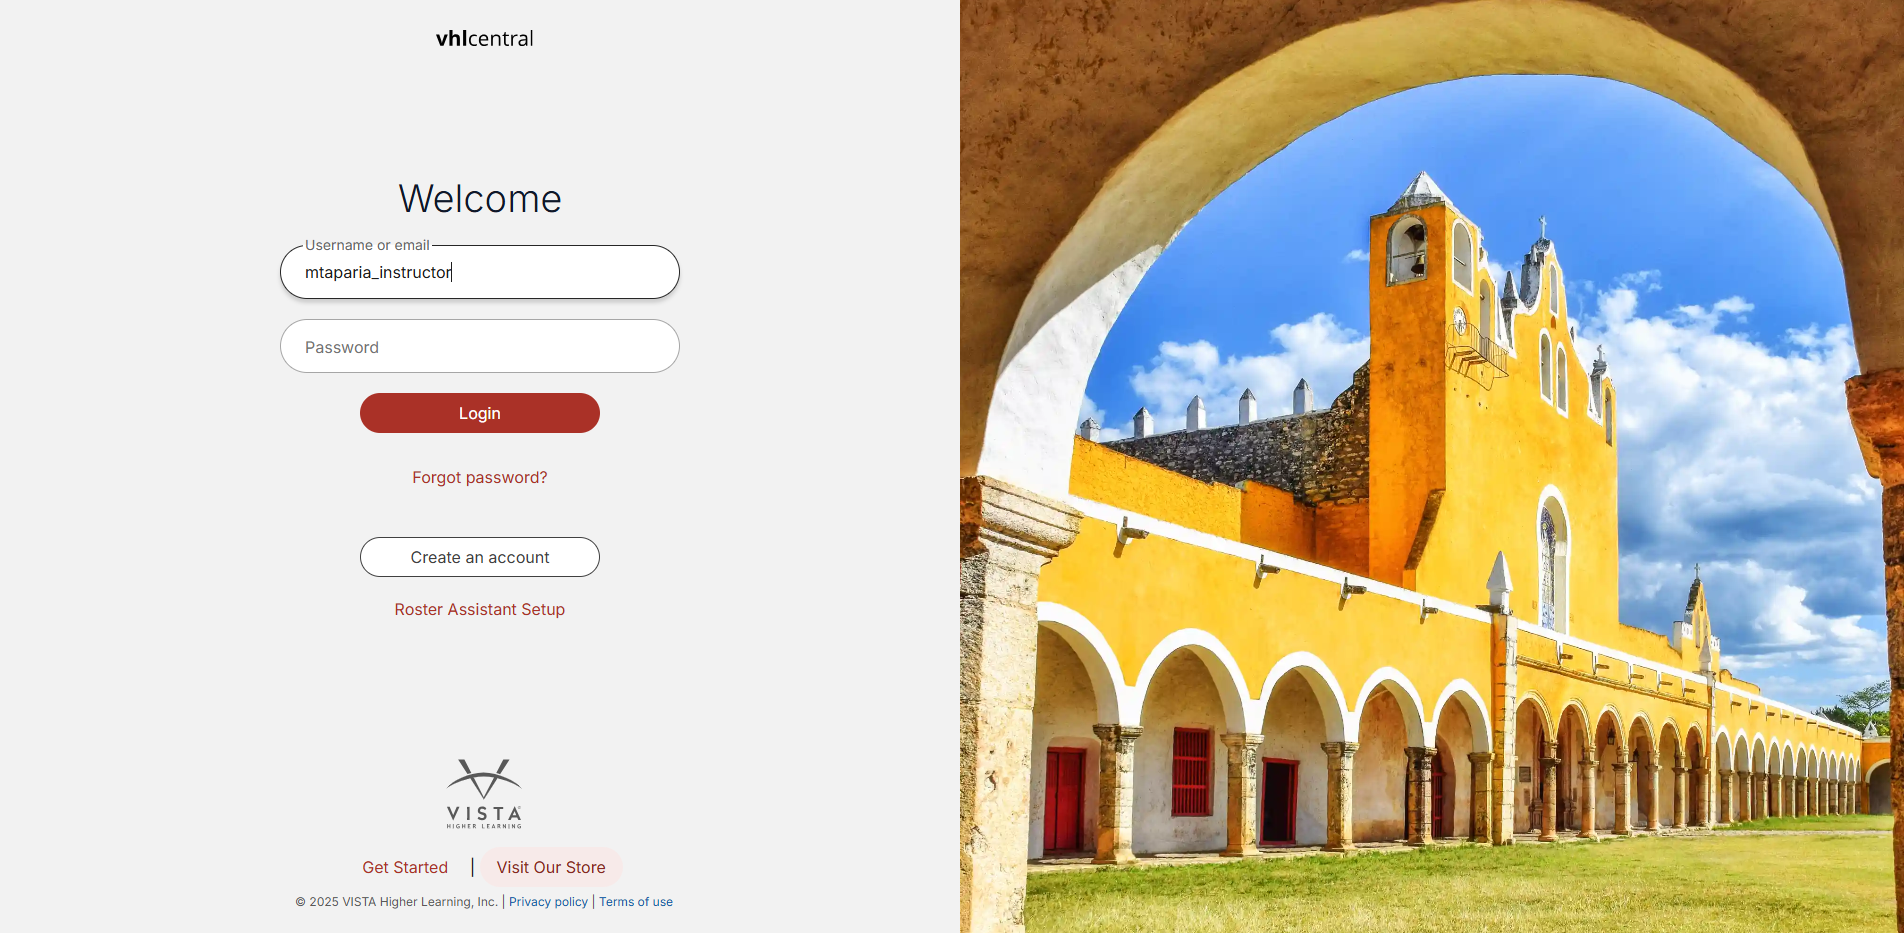 vhlcentral
Welcome
Username or email
mtaparia_instructor
Password
Login
Forgot password?
Create an account
Roster Assistant Setup
VISTA
HIGHER LEARNING
Get Started | Visit Our Store
© 2025 VISTA Higher Learning, Inc. | Privacy policy | Terms of use